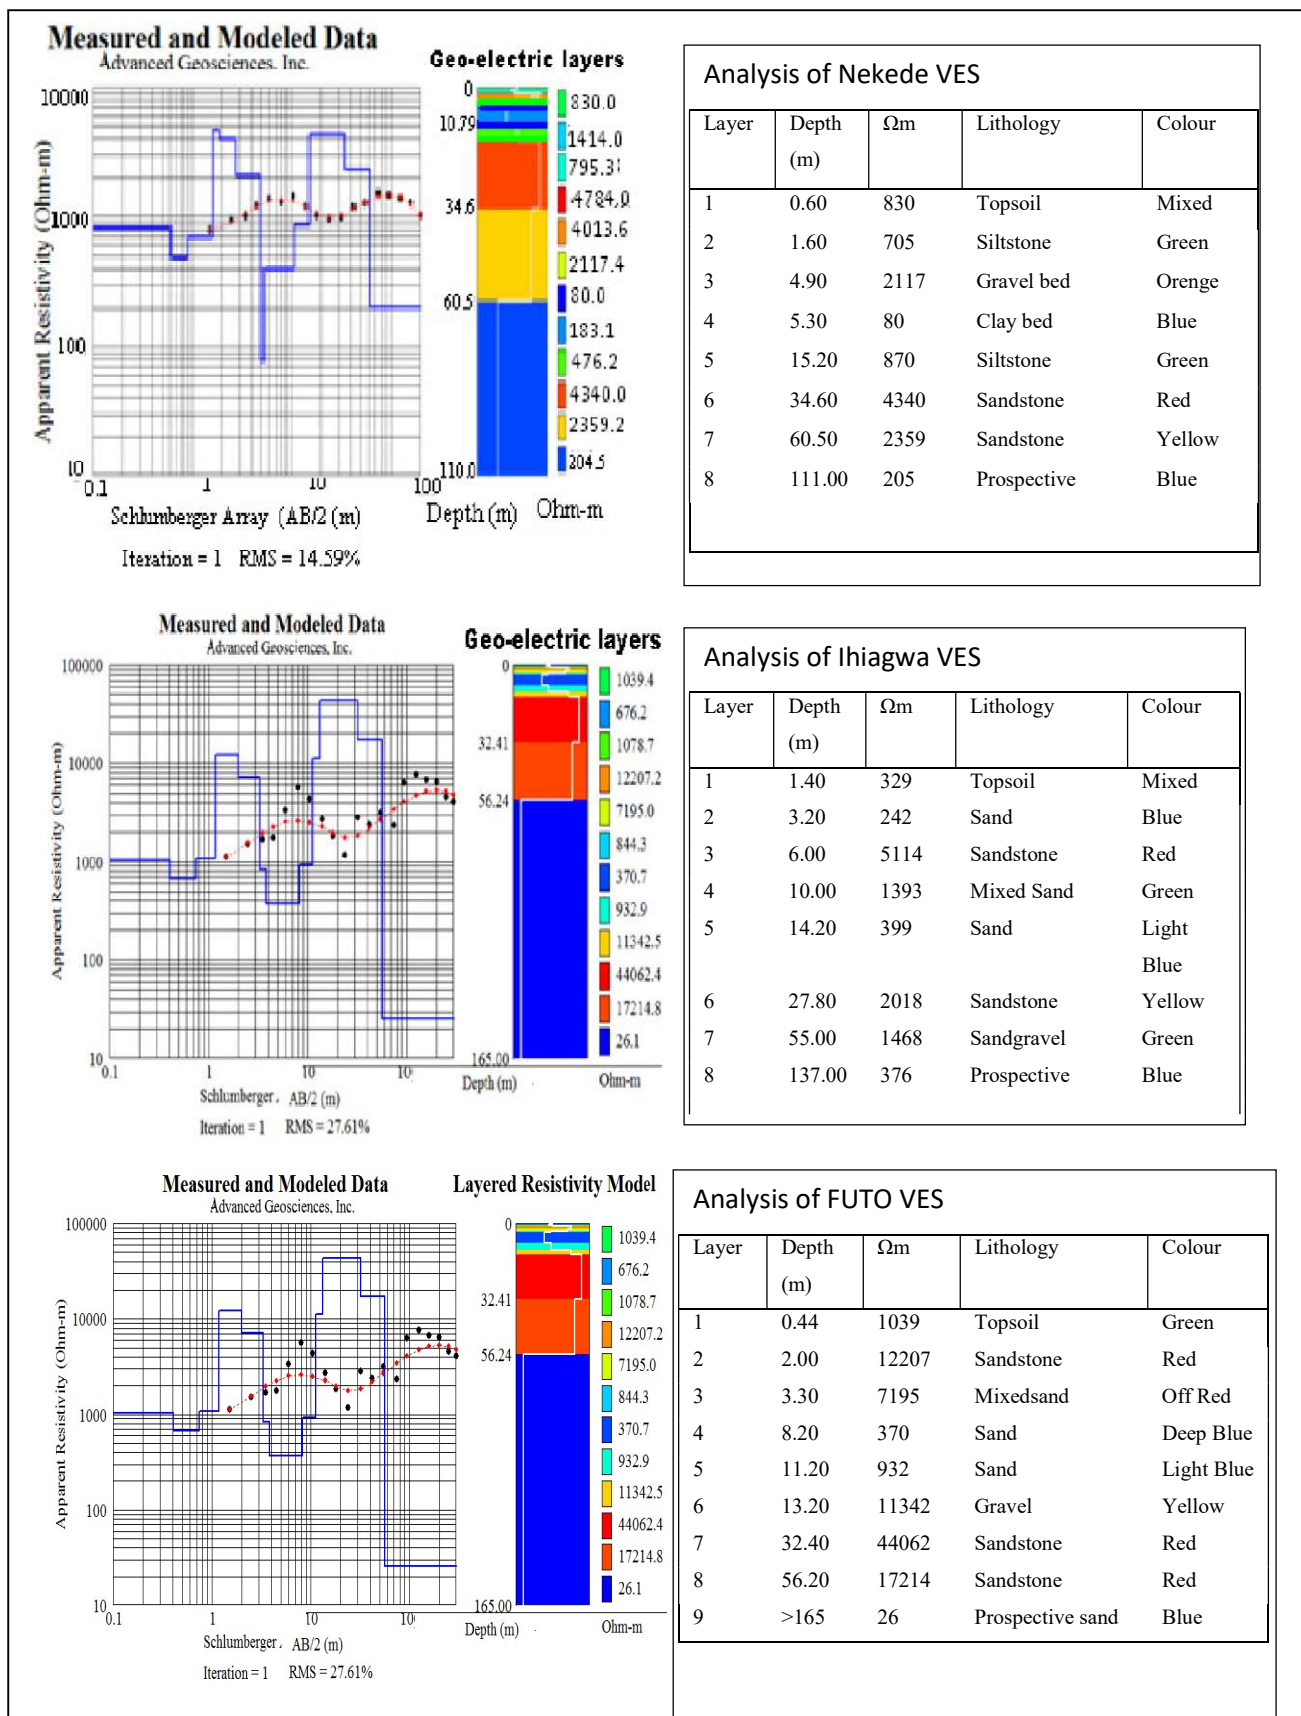 Measured and Modeled Data
Advanced Geosciences, Inc.
Geo-electric layers
10000
1000
100
10
Apparent Resistivity (Ohm-m)
0.1 1 10 100
Schlumberger Array (AB/2 (m)
Iteration = 1 RMS = 14.59%
0
10.79
34.6
60.5
110.0
Depth (m) Ohm-m
830.0
1414.0
795.3
4784.0
4013.6
2117.4
80.0
183.1
476.2
4340.0
2359.2
204.5
Analysis of Nekede VES
Layer Depth (m) Ωm Lithology Colour
1 0.60 830 Topsoil Mixed
2 1.60 705 Siltstone Green
3 4.90 2117 Gravel bed Orenge
4 5.30 80 Clay bed Blue
5 15.20 870 Siltstone Green
6 34.60 4340 Sandstone Red
7 60.50 2359 Sandstone Yellow
8 111.00 205 Prospective Blue
Measured and Modeled Data
Advanced Geosciences, Inc.
Geo-electric layers
100000
10000
1000
100
10
Apparent Resistivity (Ohm-m)
0.1 1 10 10
Schlumberger . AB/2 (m)
Iteration = 1 RMS = 27.61%
0
32.41
56.24
165.00
Depth (m) Ohm-m
1039.4
676.2
1078.7
12207.2
7195.0
844.3
370.7
932.9
11342.5
44062.4
17214.8
26.1
Analysis of Ihiagwa VES
Layer Depth (m) Ωm Lithology Colour
1 1.40 329 Topsoil Mixed
2 3.20 242 Sand Blue
3 6.00 5114 Sandstone Red
4 10.00 1393 Mixed Sand Green
5 14.20 399 Sand Light Blue
6 27.80 2018 Sandstone Yellow
7 55.00 1468 Sandgravel Green
8 137.00 376 Prospective Blue
Measured and Modeled Data
Advanced Geosciences, Inc.
Layered Resistivity Model
100000
10000
1000
100
10
Apparent Resistivity (Ohm-m)
0.1 1 10 10
Schlumberger . AB/2 (m)
Iteration = 1 RMS = 27.61%
0
32.41
56.24
165.00
Depth (m) Ohm-m
1039.4
676.2
1078.7
12207.2
7195.0
844.3
370.7
932.9
11342.5
44062.4
17214.8
26.1
Analysis of FUTO VES
Layer Depth (m) Ωm Lithology Colour
1 0.44 1039 Topsoil Green
2 2.00 12207 Sandstone Red
3 3.30 7195 Mixedsand Off Red
4 8.20 370 Sand Deep Blue
5 11.20 932 Sand Light Blue
6 13.20 11342 Gravel Yellow
7 32.40 44062 Sandstone Red
8 56.20 17214 Sandstone Red
9 >165 26 Prospective sand Blue